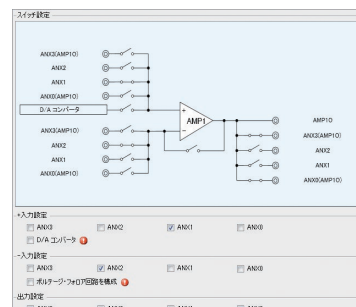 スイッチ設定
ANX3(AMP1O)
ANX2
ANX1
ANX0(AMP1O)
D/A コンバータ
ANX3(AMP1O)
ANX2
ANX1
ANX0(AMP1O)
+
-
AMP1
AMP1O
ANX3(AMP1O)
ANX2
ANX1
ANX0(AMP1O)
+入力設定
ANX3 ANX2 ANX1 ANX0
D/A コンバータ
-入力設定
ANX3 ANX2 ANX1 ANX0
ボルテージ・フォロア回路を構成
出力設定